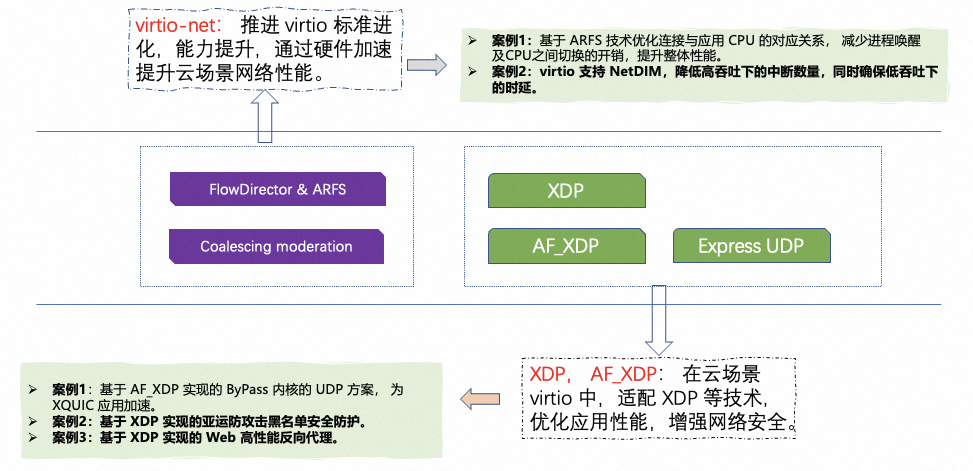 virtio-net： 推进 virtio 标准进
化，能力提升，通过硬件加速
提升云场景网络性能。
案例1：基于 ARFS 技术优化连接与应用 CPU 的对应关系， 减少进程唤醒
及CPU之间切换的开销，提升整体性能。
案例2：virtio 支持 NetDIM，降低高吞吐下的中断数量，同时确保低吞吐下
的时延。
FlowDirector & ARFS
Coalescing moderation
XDP
AF_XDP
Express UDP
案例1：基于 AF_XDP 实现的 ByPass 内核的 UDP 方案， 为
XQUIC 应用加速。
案例2：基于 XDP 实现的亚运防攻击黑名单安全防护。
案例3：基于 XDP 实现的 Web 高性能反向代理。
XDP， AF_XDP： 在云场景
virtio 中，适配 XDP 等技术，
优化应用性能，增强网络安全。